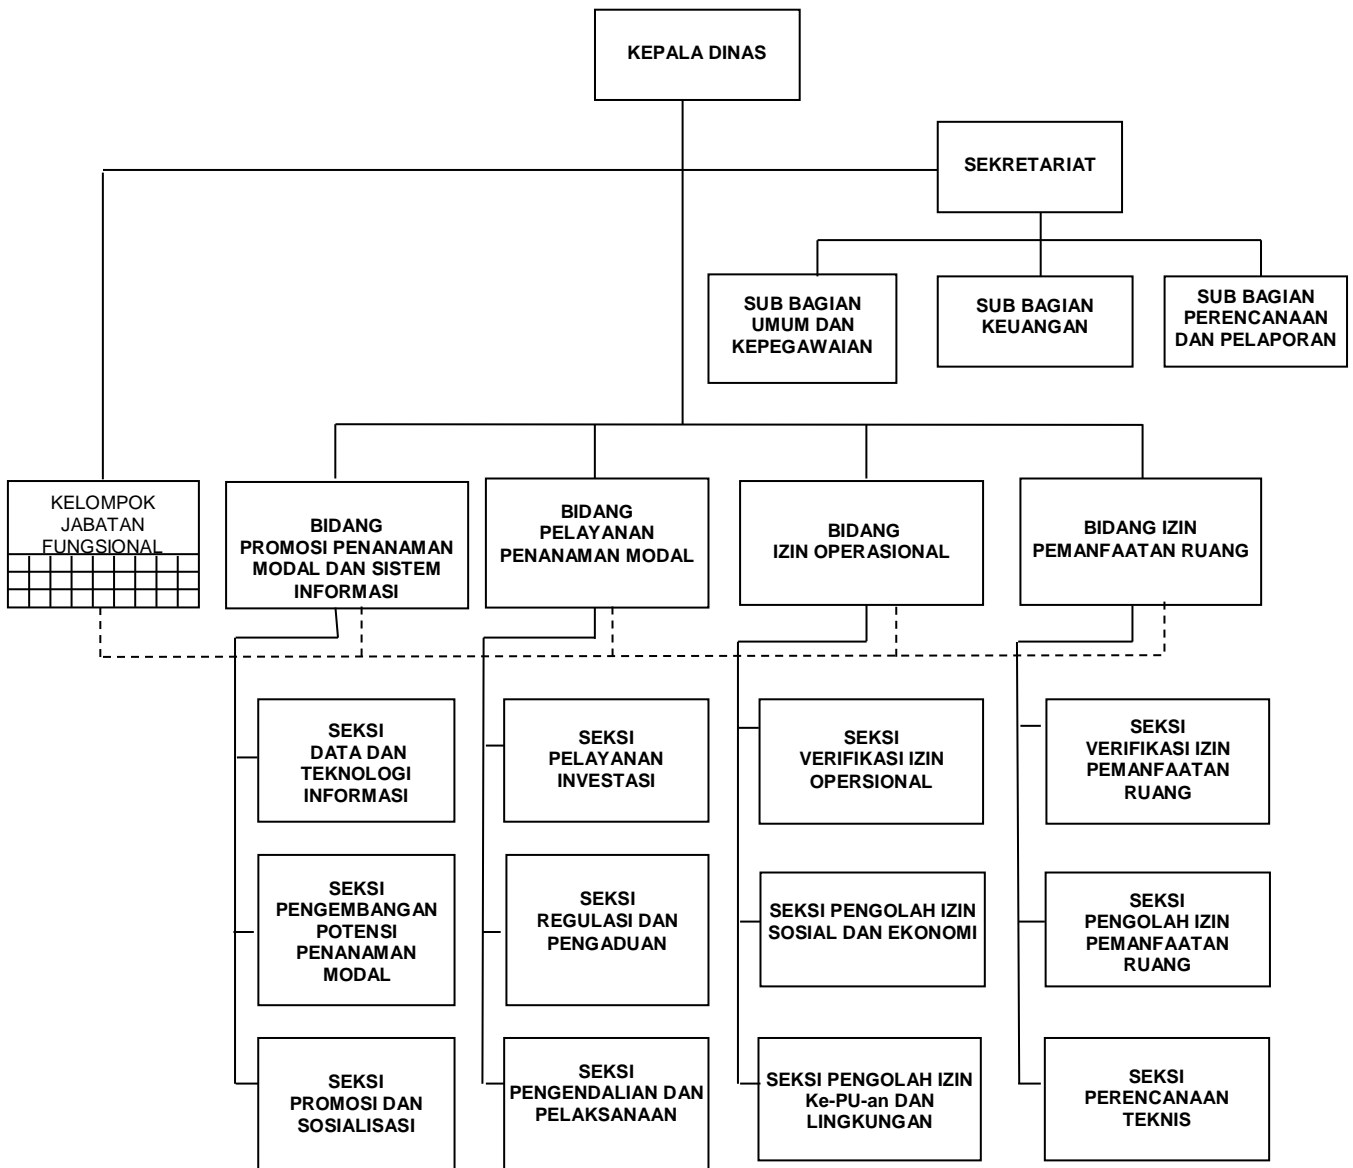 KEPALA DINAS
SEKRETARIAT
SUB BAGIAN
UMUM DAN
KEPEGAWAIAN
SUB BAGIAN
KEUANGAN
SUB BAGIAN
PERENCANAAN
DAN PELAPORAN
KELOMPOK
JABATAN
FUNGSIONAL
BIDANG
PROMOSI PENANAMAN
MODAL DAN SISTEM
INFORMASI
BIDANG
PELAYANAN
PENANAMAN MODAL
BIDANG
IZIN OPERASIONAL
BIDANG IZIN
PEMANFAATAN RUANG
SEKSI
DATA DAN
TEKNOLOGI
INFORMASI
SEKSI
PELAYANAN
INVESTASI
SEKSI
VERIFIKASI IZIN
OPERSIONAL
SEKSI
VERIFIKASI IZIN
PEMANFAATAN
RUANG
SEKSI
PENGEMBANGAN
POTENSI
PENANAMAN
MODAL
SEKSI
REGULASI DAN
PENGADUAN
SEKSI PENGOLAH IZIN
SOSIAL DAN EKONOMI
SEKSI
PENGOLAH IZIN
PEMANFAATAN
RUANG
SEKSI
PROMOSI DAN
SOSIALISASI
SEKSI
PENGENDALIAN DAN
PELAKSANAAN
SEKSI PENGOLAH IZIN
Ke-PU-an DAN
LINGKUNGAN
SEKSI
PERENCANAAN
TEKNIS